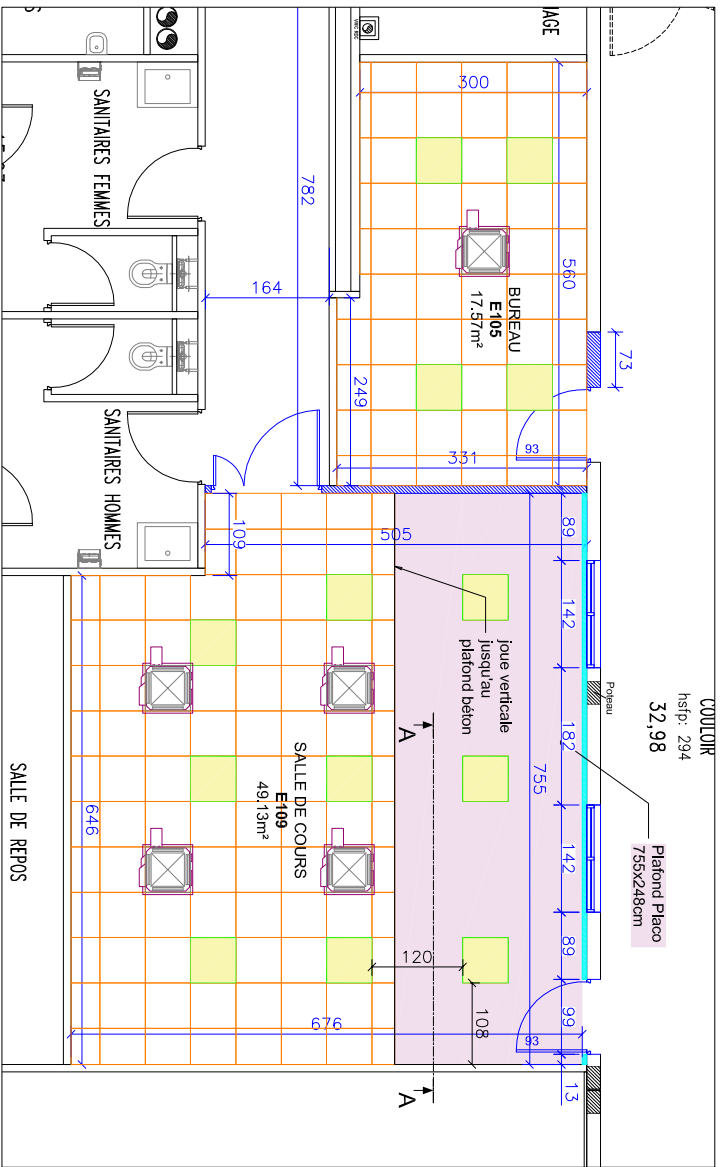 AGE
VMC RDC
SANITAIRES FEMMES
SANITAIRES HOMMES
300
560
782
164
249
331
73
93
BUREAU
E105
17.57m²
109
505
89
142
182
142
89
99
13
755
joue verticale
jusqu'au
plafond béton
A
A
120
108
93
676
646
SALLE DE COURS
E109
49.13m²
SALLE DE REPOS
Poteau
COULOIR
hsfp: 294
32,98
Plafond Placo
755x248cm